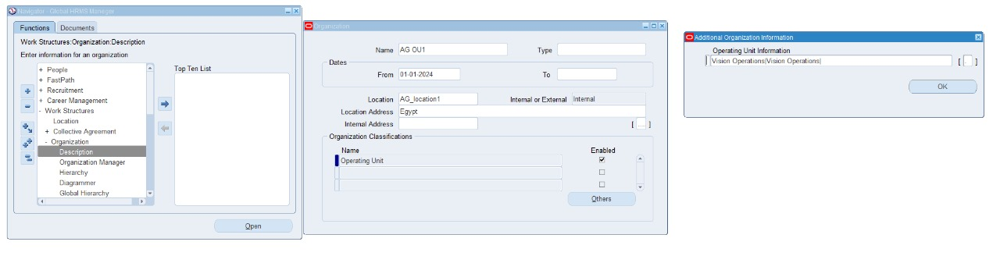 Navigator - Global HRMS Manager
Functions
Documents
Work Structures:Organization:Description
Enter information for an organization
+ People
+ FastPath
+ Recruitment
+ Career Management
- Work Structures
Location
+ Collective Agreement
- Organization
Description
Organization Manager
Hierarchy
Diagrammer
Global Hierarchy
Top Ten List
Open
Organization
Name AG OU1 Type
Dates
From 01-01-2024 To
Location AG_location1 Internal or External Internal
Location Address Egypt
Internal Address [ .... ]
Organization Classifications
Name Enabled
Operating Unit
Others
Additional Organization Information
Operating Unit Information
Vision Operations|Vision Operations| [ . ]
OK